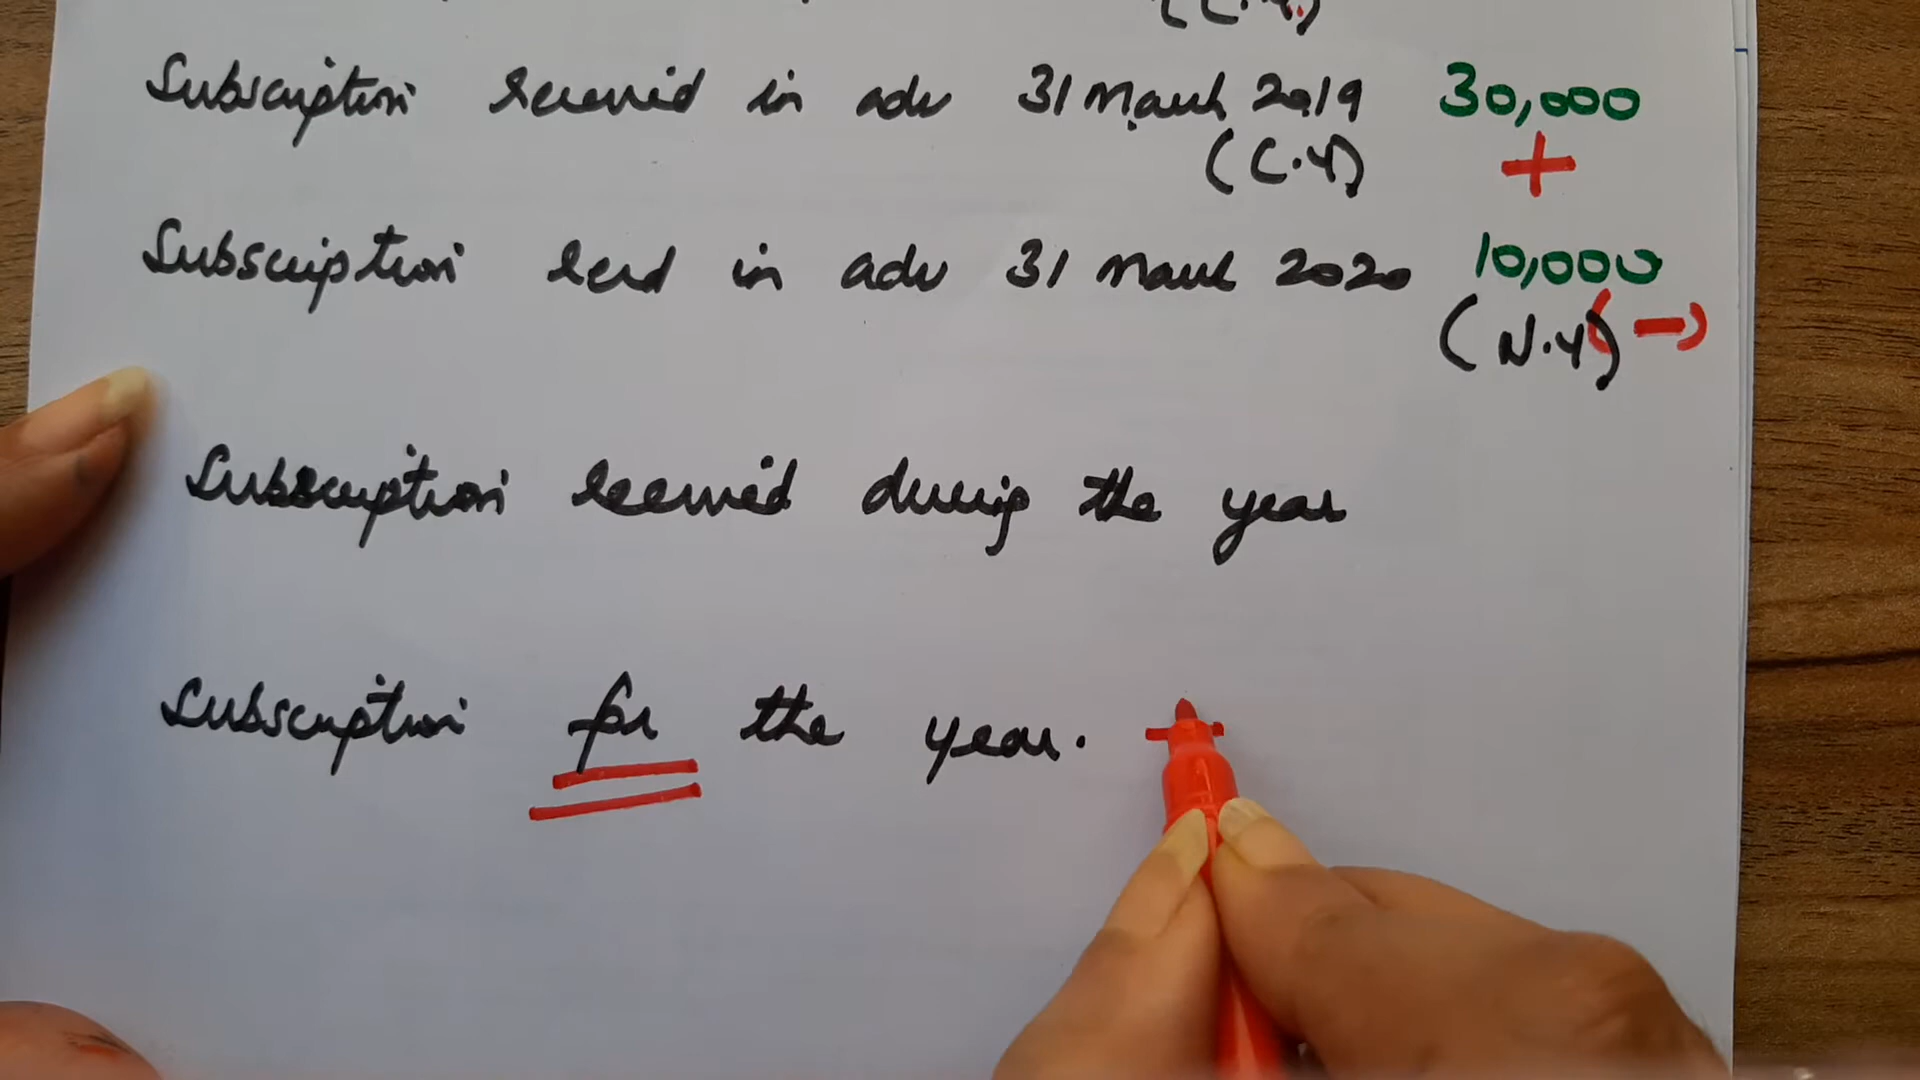 (C.Y)
Subscription received in adv 31 March 2019 30,000
(C.Y) +
Subscription recd in adv 31 March 2020 10,000
(N.Y) (-)
Subscription received during the year
Subscription for the year.